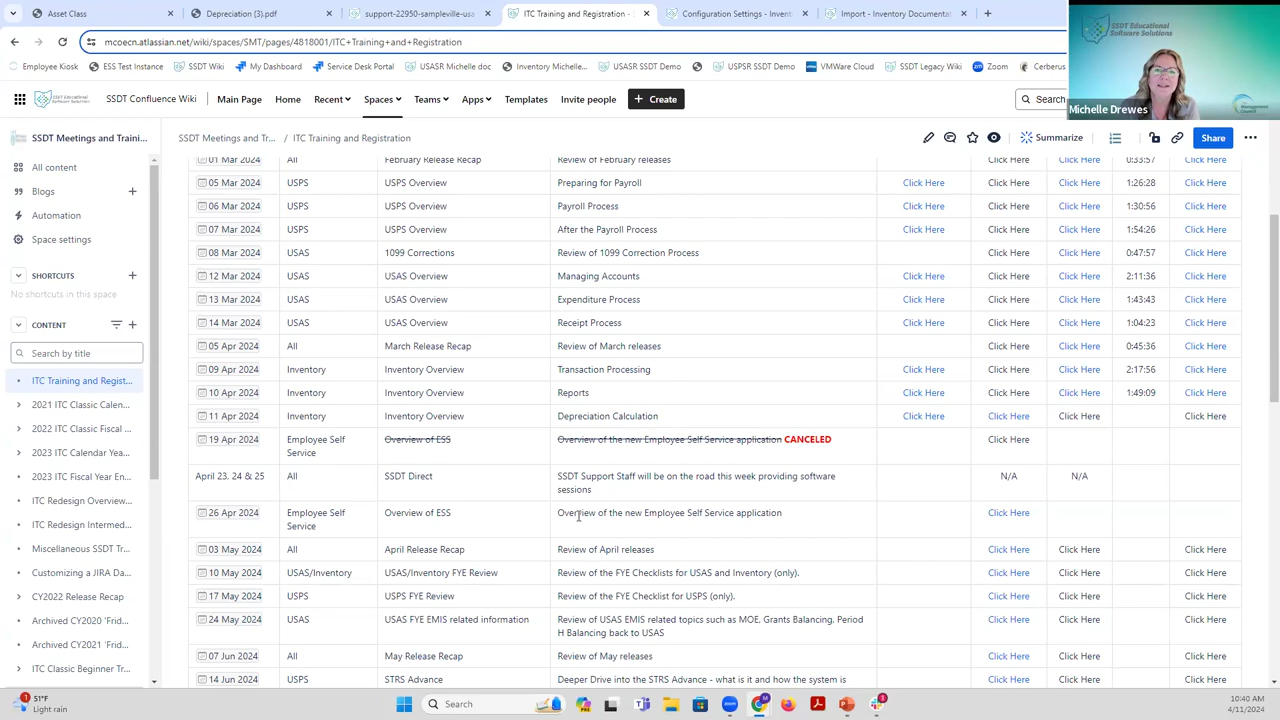 Asset Class
Depreciation (3).pdf
support-22950-sampleville-usa
IT Training and Registration -
Configuration Settings - Invent
Import - Inventory Documentat
mcoecn.atlassian.net/wiki/spaces/SMT/pages/4818001/ITC+Training+and+Registration
Employee Kiosk
ESS Test Instance
SSDT Wiki
My Dashboard
Service Desk Portal
USASR Michelle doc
Inventory Michelle...
USASR SSDT Demo
USPSR SSDT Demo
VMWare Cloud
SSDT Legacy Wiki
Zoom
Cerberus
SSDT Educational
Software Solutions
Michelle Drewes
SSDT Confluence Wiki
Main Page
Home
Recent
Spaces
Teams
Apps
Templates
Invite people
+ Create
Search
SSDT Meetings and Traini...
SSDT Meetings and Tr... / ITC Training and Registration
Summarize
Share
All content
Blogs
Automation
Space settings
SHORTCUTS
No shortcuts in this space
CONTENT
Search by title
ITC Training and Regist...
2021 ITC Classic Calen...
2022 ITC Classic Fiscal ...
2023 ITC Calendar Yea...
2023 ITC Fiscal Year En...
ITC Redesign Overview...
ITC Redesign Intermed...
Miscellaneous SSDT Tr...
Customizing a JIRA Da...
CY2022 Release Recap
Archived CY2020 'Frid...
Archived CY2021 'Frid...
ITC Classic Beginner Tr...
01 Mar 2024 All February Release Recap Review of February releases Click Here Click Here 0:33:57 Click Here
05 Mar 2024 USPS USPS Overview Preparing for Payroll Click Here Click Here Click Here 1:26:28 Click Here
06 Mar 2024 USPS USPS Overview Payroll Process Click Here Click Here Click Here 1:30:56 Click Here
07 Mar 2024 USPS USPS Overview After the Payroll Process Click Here Click Here Click Here 1:54:26 Click Here
08 Mar 2024 USAS 1099 Corrections Review of 1099 Correction Process Click Here Click Here 0:47:57 Click Here
12 Mar 2024 USAS USAS Overview Managing Accounts Click Here Click Here Click Here 2:11:36 Click Here
13 Mar 2024 USAS USAS Overview Expenditure Process Click Here Click Here Click Here 1:43:43 Click Here
14 Mar 2024 USAS USAS Overview Receipt Process Click Here Click Here Click Here 1:04:23 Click Here
05 Apr 2024 All March Release Recap Review of March releases Click Here Click Here 0:45:36 Click Here
09 Apr 2024 Inventory Inventory Overview Transaction Processing Click Here Click Here Click Here 2:17:56 Click Here
10 Apr 2024 Inventory Inventory Overview Reports Click Here Click Here Click Here 1:49:09 Click Here
11 Apr 2024 Inventory Inventory Overview Depreciation Calculation Click Here Click Here Click Here Click Here
19 Apr 2024 Employee Self Overview of ESS Overview of the new Employee Self Service application CANCELED Click Here
Service
April 23, 24 & 25 All SSDT Direct SSDT Support Staff will be on the road this week providing software N/A N/A
sessions
26 Apr 2024 Employee Self Overview of ESS Overview of the new Employee Self Service application Click Here
Service
03 May 2024 All April Release Recap Review of April releases Click Here Click Here Click Here
10 May 2024 USAS/Inventory USAS/Inventory FYE Review Review of the FYE Checklists for USAS and Inventory (only). Click Here Click Here Click Here
17 May 2024 USPS USPS FYE Review Review of the FYE Checklist for USPS (only). Click Here Click Here Click Here
24 May 2024 USAS USAS FYE EMIS related information Review of USAS EMIS related topics such as MOE, Grants Balancing, Period Click Here Click Here Click Here
H Balancing back to USAS
07 Jun 2024 All May Release Recap Review of May releases Click Here Click Here Click Here
14 Jun 2024 USPS STRS Advance Deeper Drive into the STRS Advance - what is it and how the system is Click Here Click Here Click Here
51°F
Light rain
Search
10:40 AM
4/11/2024